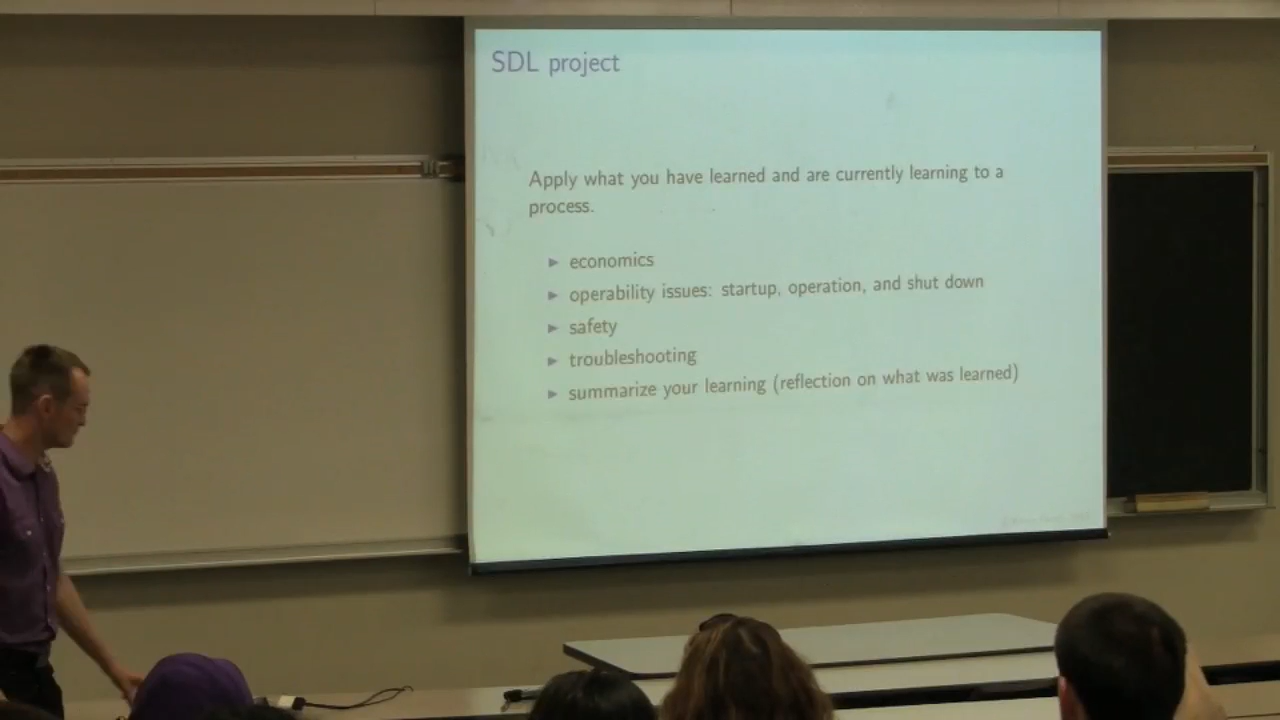 SDL project
Apply what you have learned and are currently learning to a
process.
► economics
► operability issues: startup, operation, and shut down
► safety
► troubleshooting
► summarize your learning (reflection on what was learned)